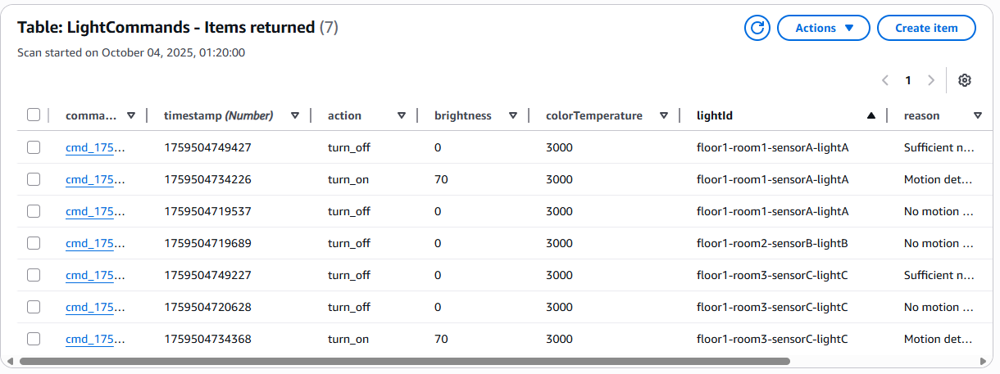 Table: LightCommands - Items returned (7)
Actions
Create item
Scan started on October 04, 2025, 01:20:00
1
comma... timestamp (Number) action brightness colorTemperature lightId reason
cmd_175... 1759504749427 turn_off 0 3000 floor1-room1-sensorA-lightA Sufficient n...
cmd_175... 1759504734226 turn_on 70 3000 floor1-room1-sensorA-lightA Motion det...
cmd_175... 1759504719537 turn_off 0 3000 floor1-room1-sensorA-lightA No motion ...
cmd_175... 1759504719689 turn_off 0 3000 floor1-room2-sensorB-lightB No motion ...
cmd_175... 1759504749227 turn_off 0 3000 floor1-room3-sensorC-lightC Sufficient n...
cmd_175... 1759504720628 turn_off 0 3000 floor1-room3-sensorC-lightC No motion ...
cmd_175... 1759504734368 turn_on 70 3000 floor1-room3-sensorC-lightC Motion det...